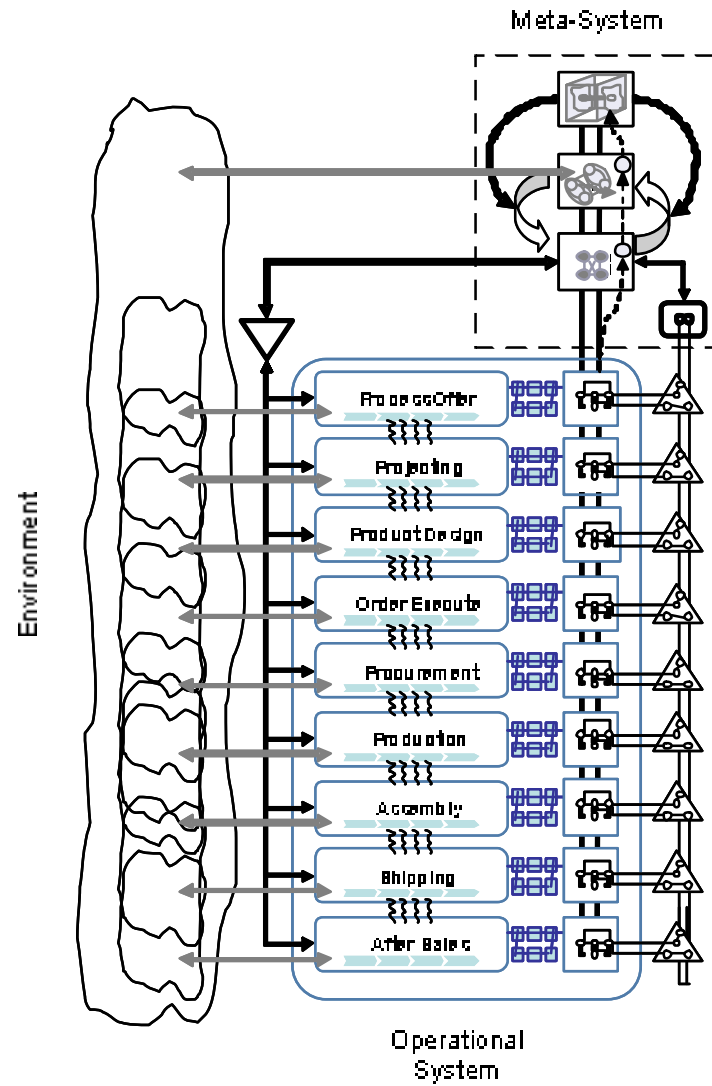 Meta-System
Environment
ProcessOffer
Projecting
Product Design
Order Execute
Procurement
Production
Assembly
Shipping
After Sales
Operational
System